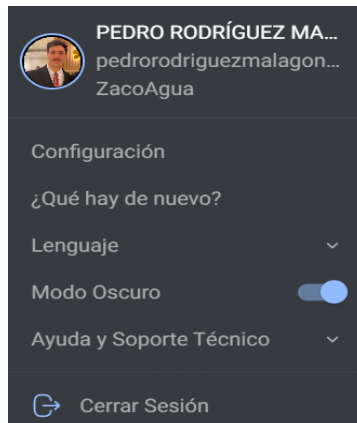 PEDRO RODRÍGUEZ MA...
pedrorodriguezmalagon...
ZacoAgua
Configuración
¿Qué hay de nuevo?
Lenguaje
Modo Oscuro
Ayuda y Soporte Técnico
Cerrar Sesión